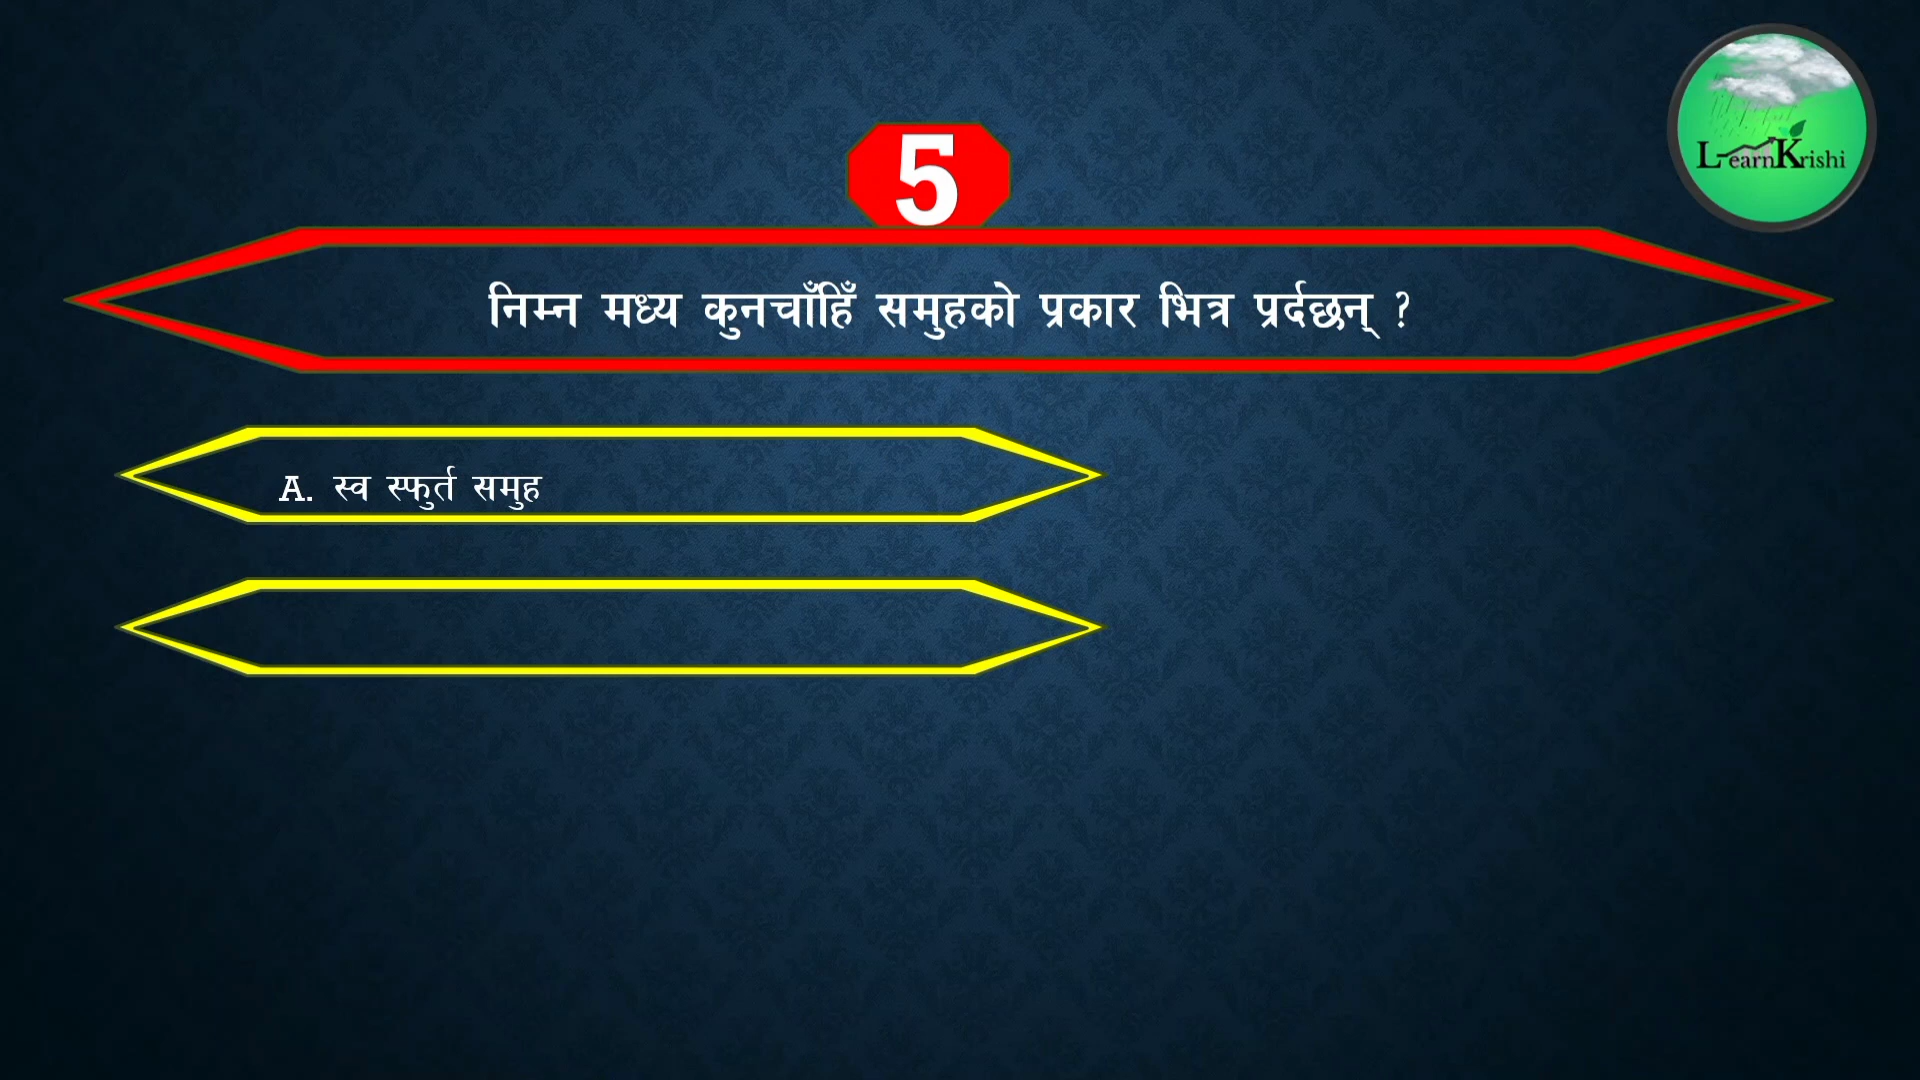 LearnKrishi
5
निम्न मध्य कुनचाँहिँ समुहको प्रकार भित्र प्रर्दछन् ?
A. स्व स्फुर्त समुह